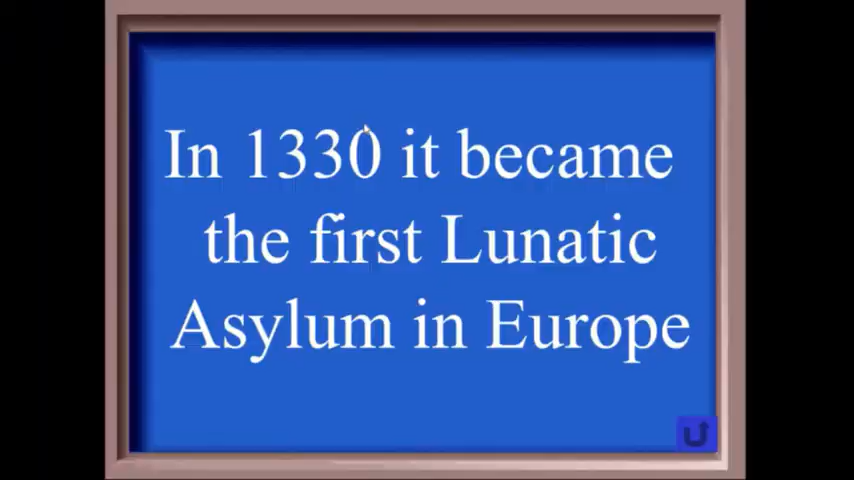 In 1330 it became
the first Lunatic
Asylum in Europe